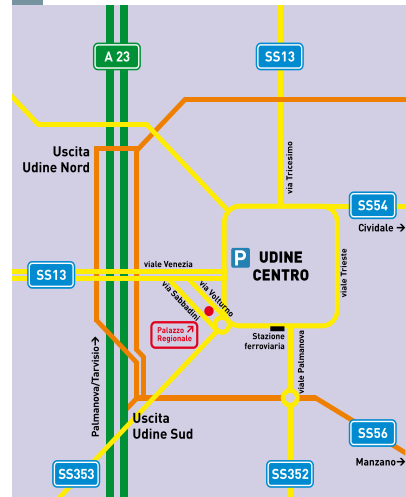 A 23
SS13
Uscita
Udine Nord
via Tricesimo
SS54
Cividale →
P
UDINE
CENTRO
viale Trieste
viale Venezia
SS13
via Sabbadini
via Volturno
Palazzo
Regionale
Stazione
ferroviaria
viale Palmanova
Palmanova/Tarvisio→
Uscita
Udine Sud
SS56
Manzano→
SS353
SS352